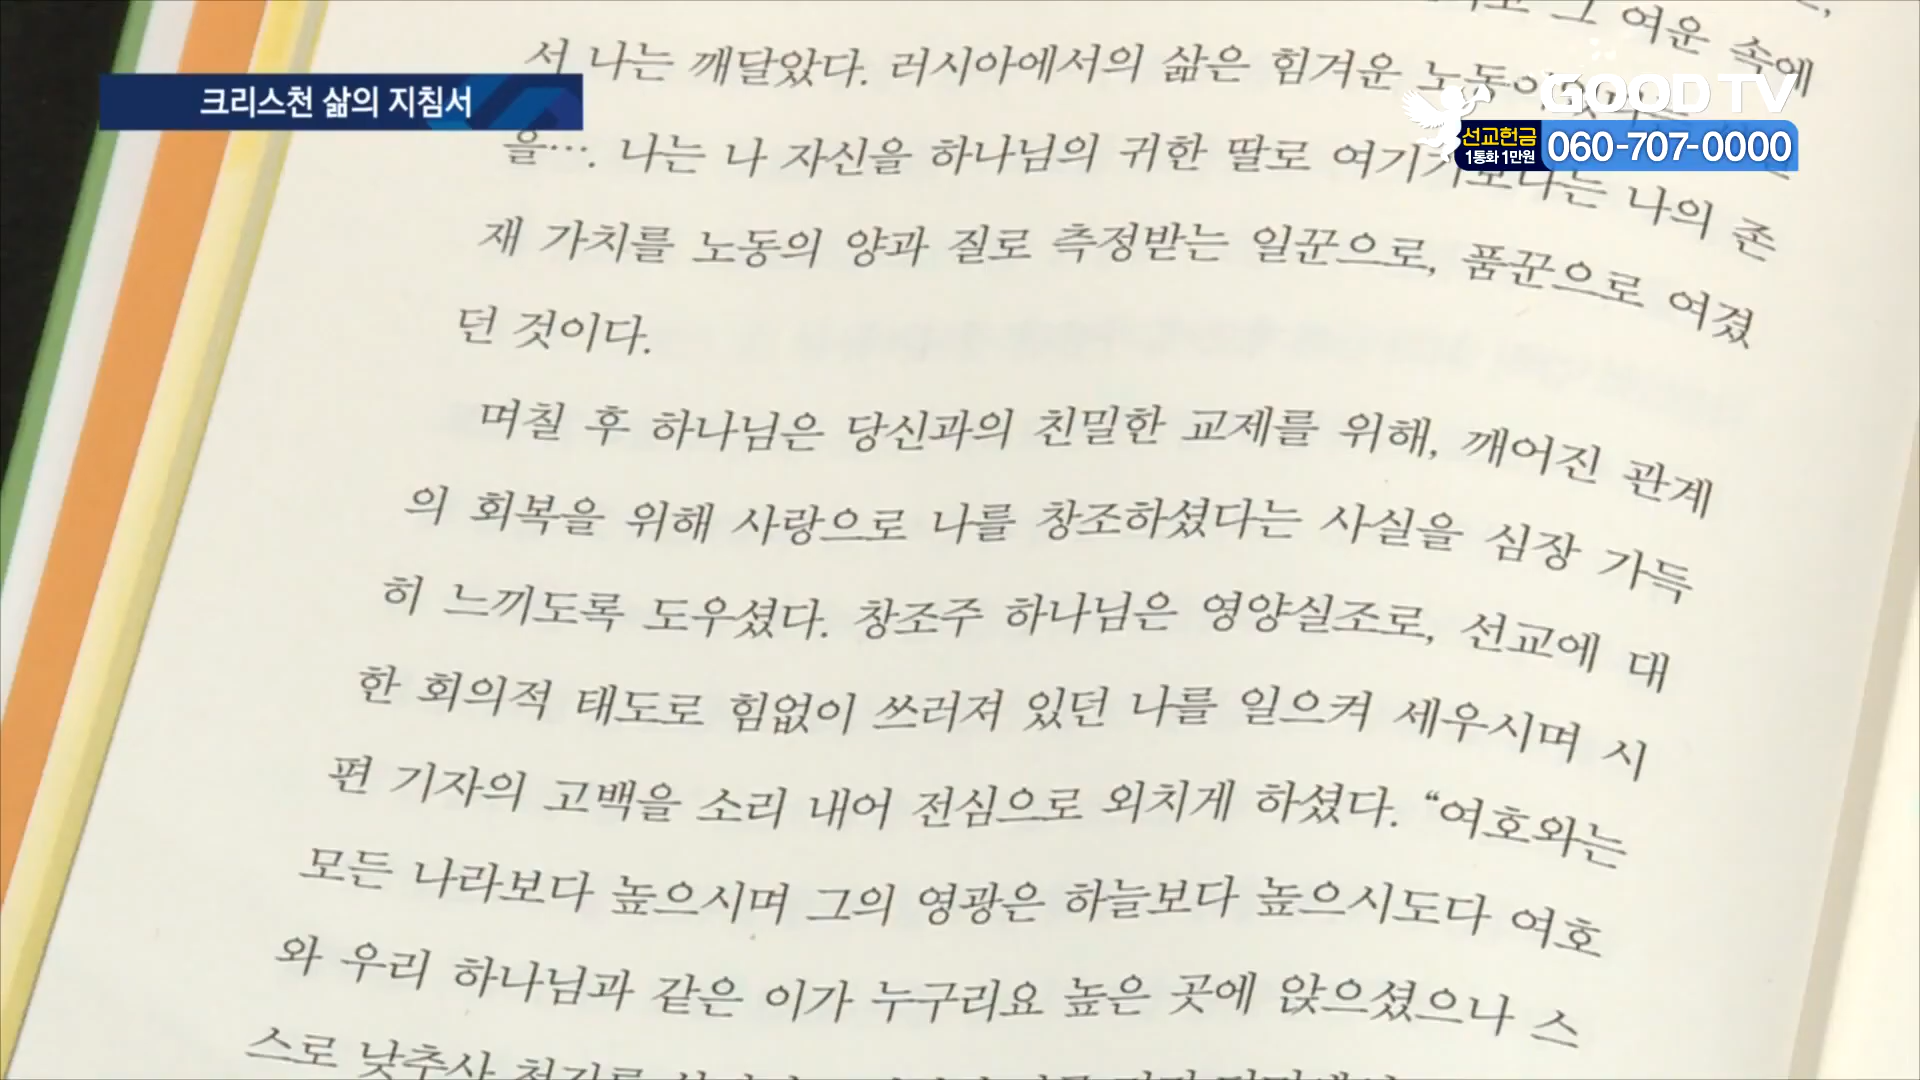 그 여운 속에
서 나는 깨달았다. 러시아에서의 삶은 힘겨운
을…. 나는 나 자신을 하나님의 귀한 딸로 나의 존
재 가치를 노동의 양과 질로 측정받는 일꾼으로, 품꾼으로 여겼
던 것이다.
며칠 후 하나님은 당신과의 친밀한 교제를 위해, 깨어진 관계
의 회복을 위해 사랑으로 나를 창조하셨다는 사실을 심장 가득
히 느끼도록 도우셨다. 창조주 하나님은 영양실조로, 선교에 대
한 회의적 태도로 힘없이 쓰러져 있던 나를 일으켜 세우시며 시
편 기자의 고백을 소리 내어 전심으로 외치게 하셨다. “여호와는
모든 나라보다 높으시며 그의 영광은 하늘보다 높으시도다 여호
와 우리 하나님과 같은 이가 누구리요 높은 곳에 앉으셨으나 스
스로 낮추사
크리스천 삶의 지침서
GOODTV
선교헌금
1통화 1만원
060-707-0000